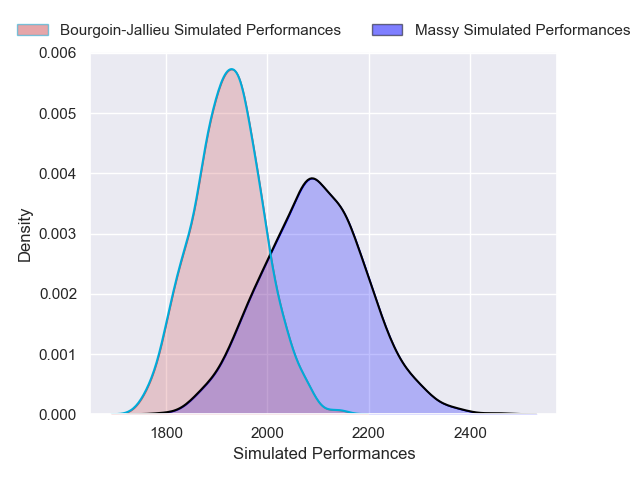 Bourgoin-Jallieu Simulated Performances Massy Simulated Performances
0.006
0.005
0.004
0.003
0.002
0.001
0.000
Density
1800 2000 2200 2400
Simulated Performances